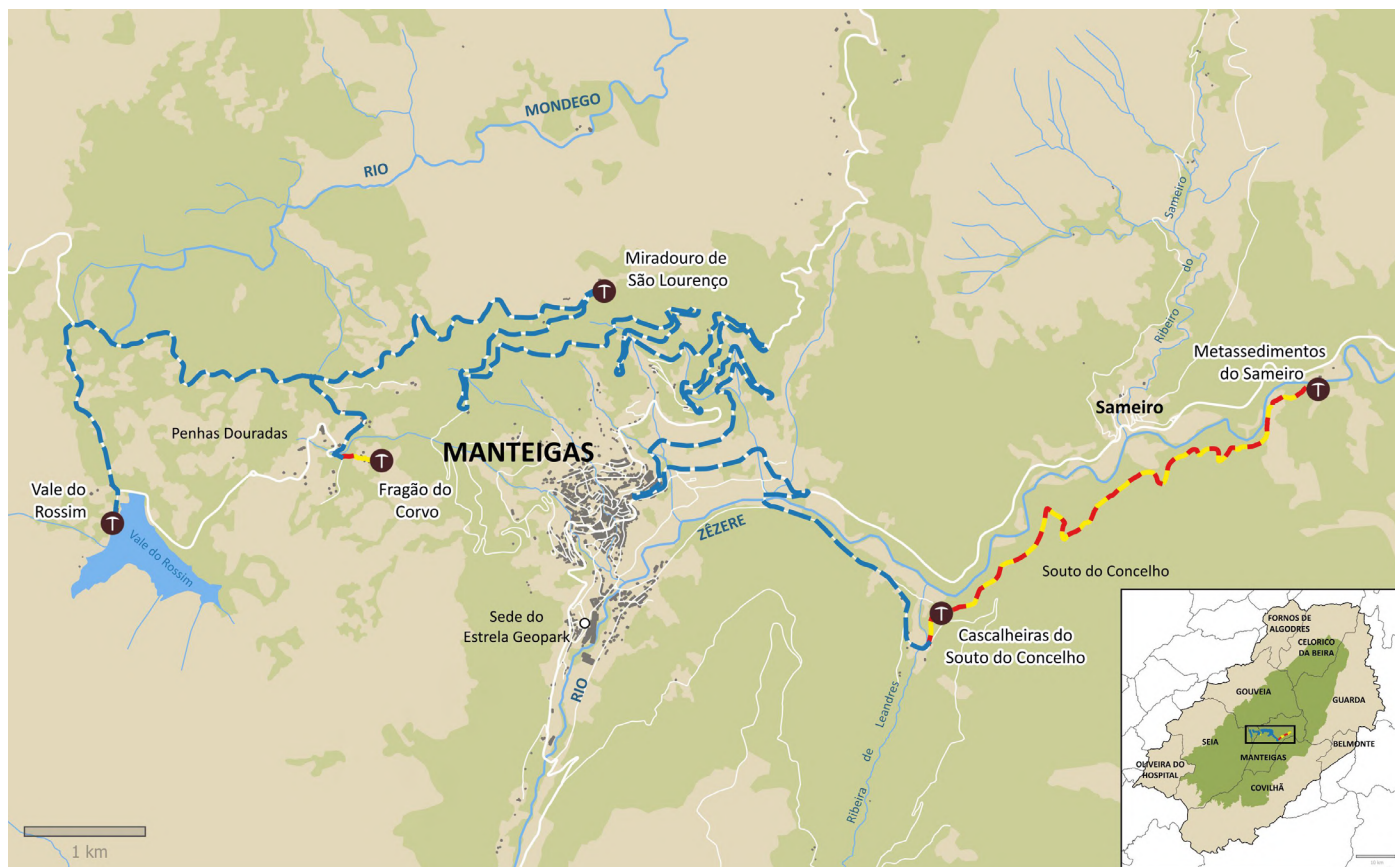 MONDEGO
RIO
Miradouro de
São Lourenço
Ribeiro do Sameiro
Metassedimentos
do Sameiro
Sameiro
Penhas Douradas
MANTEIGAS
Fragão do
Corvo
Vale do
Rossim
Vale do Rossim
ZÊZERE
RIO
Souto do Concelho
Sede do
Estrela Geopark
Cascalheiras do
Souto do Concelho
Ribeira de Leandres
1 km
FORNOS DE
ALGODRES
CELORICO
DA BEIRA
GOUVEIA
GUARDA
SEIA
BELMONTE
MANTEIGAS
OLIVEIRA DO
HOSPITAL
COVILHÃ
10 km